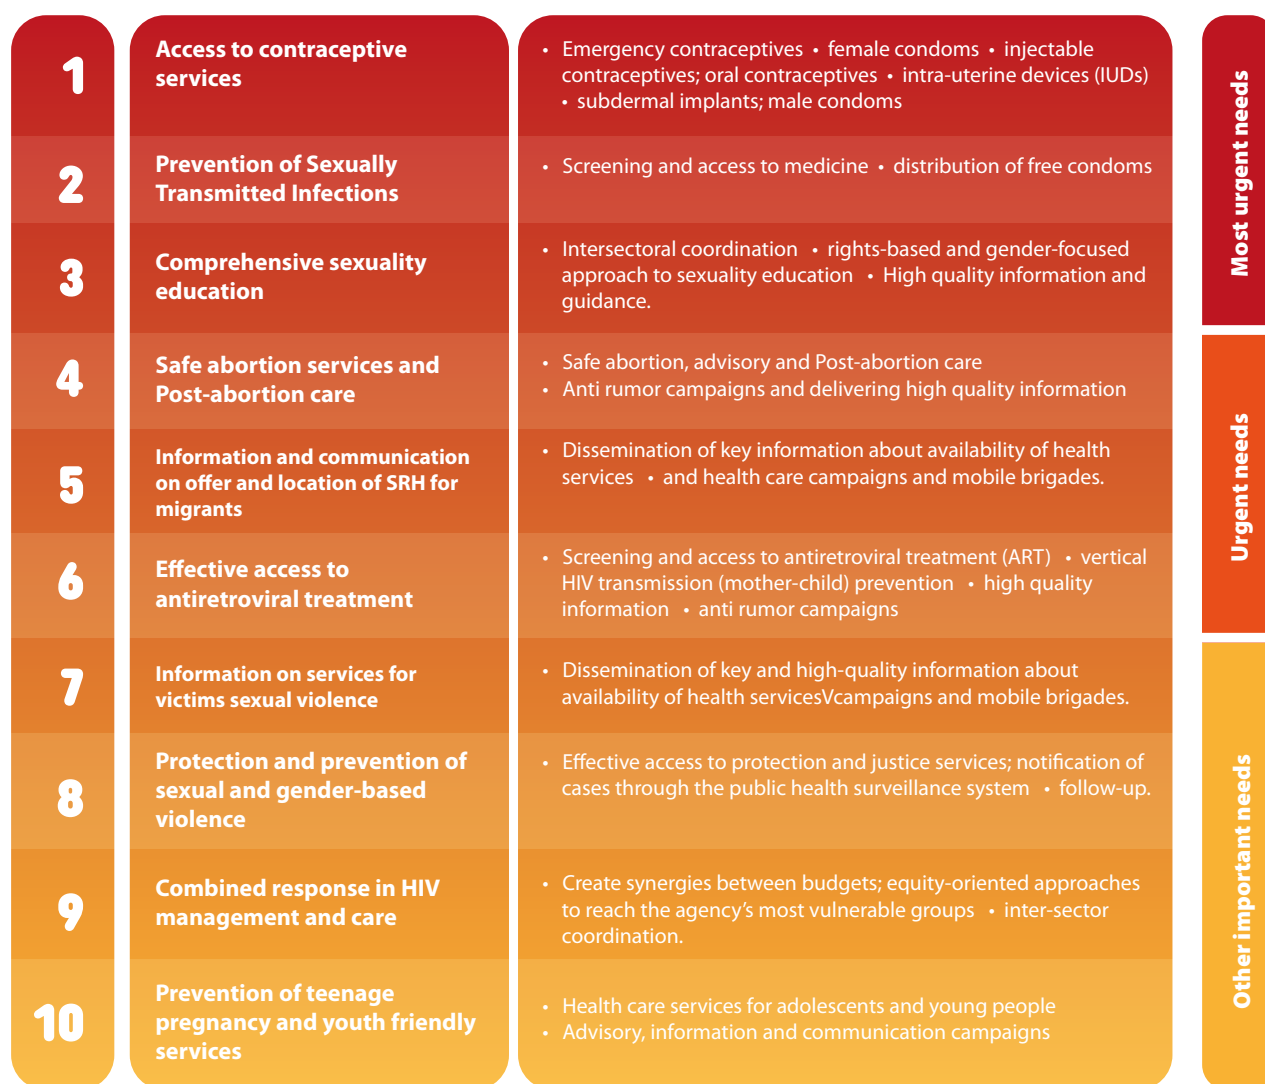 1
Access to contraceptive
services
• Emergency contraceptives • female condoms • injectable
contraceptives; oral contraceptives • intra-uterine devices (IUDs)
• subdermal implants; male condoms
2
Prevention of Sexually
Transmitted Infections
• Screening and access to medicine • distribution of free condoms
3
Comprehensive sexuality
education
• Intersectoral coordination • rights-based and gender-focused
approach to sexuality education • High quality information and
guidance.
Most urgent needs
4
Safe abortion services and
Post-abortion care
• Safe abortion, advisory and Post-abortion care
• Anti rumor campaigns and delivering high quality information
5
Information and communication
on offer and location of SRH for
migrants
• Dissemination of key information about availability of health
services • and health care campaigns and mobile brigades.
6
Effective access to
antiretroviral treatment
• Screening and access to antiretroviral treatment (ART) • vertical
HIV transmission (mother-child) prevention • high quality
information • anti rumor campaigns
Urgent needs
7
Information on services for
victims sexual violence
• Dissemination of key and high-quality information about
availability of health servicesVcampaigns and mobile brigades.
8
Protection and prevention of
sexual and gender-based
violence
• Effective access to protection and justice services; notification of
cases through the public health surveillance system • follow-up.
9
Combined response in HIV
management and care
• Create synergies between budgets; equity-oriented approaches
to reach the agency's most vulnerable groups • inter-sector
coordination.
10
Prevention of teenage
pregnancy and youth friendly
services
• Health care services for adolescents and young people
• Advisory, information and communication campaigns
Other important needs